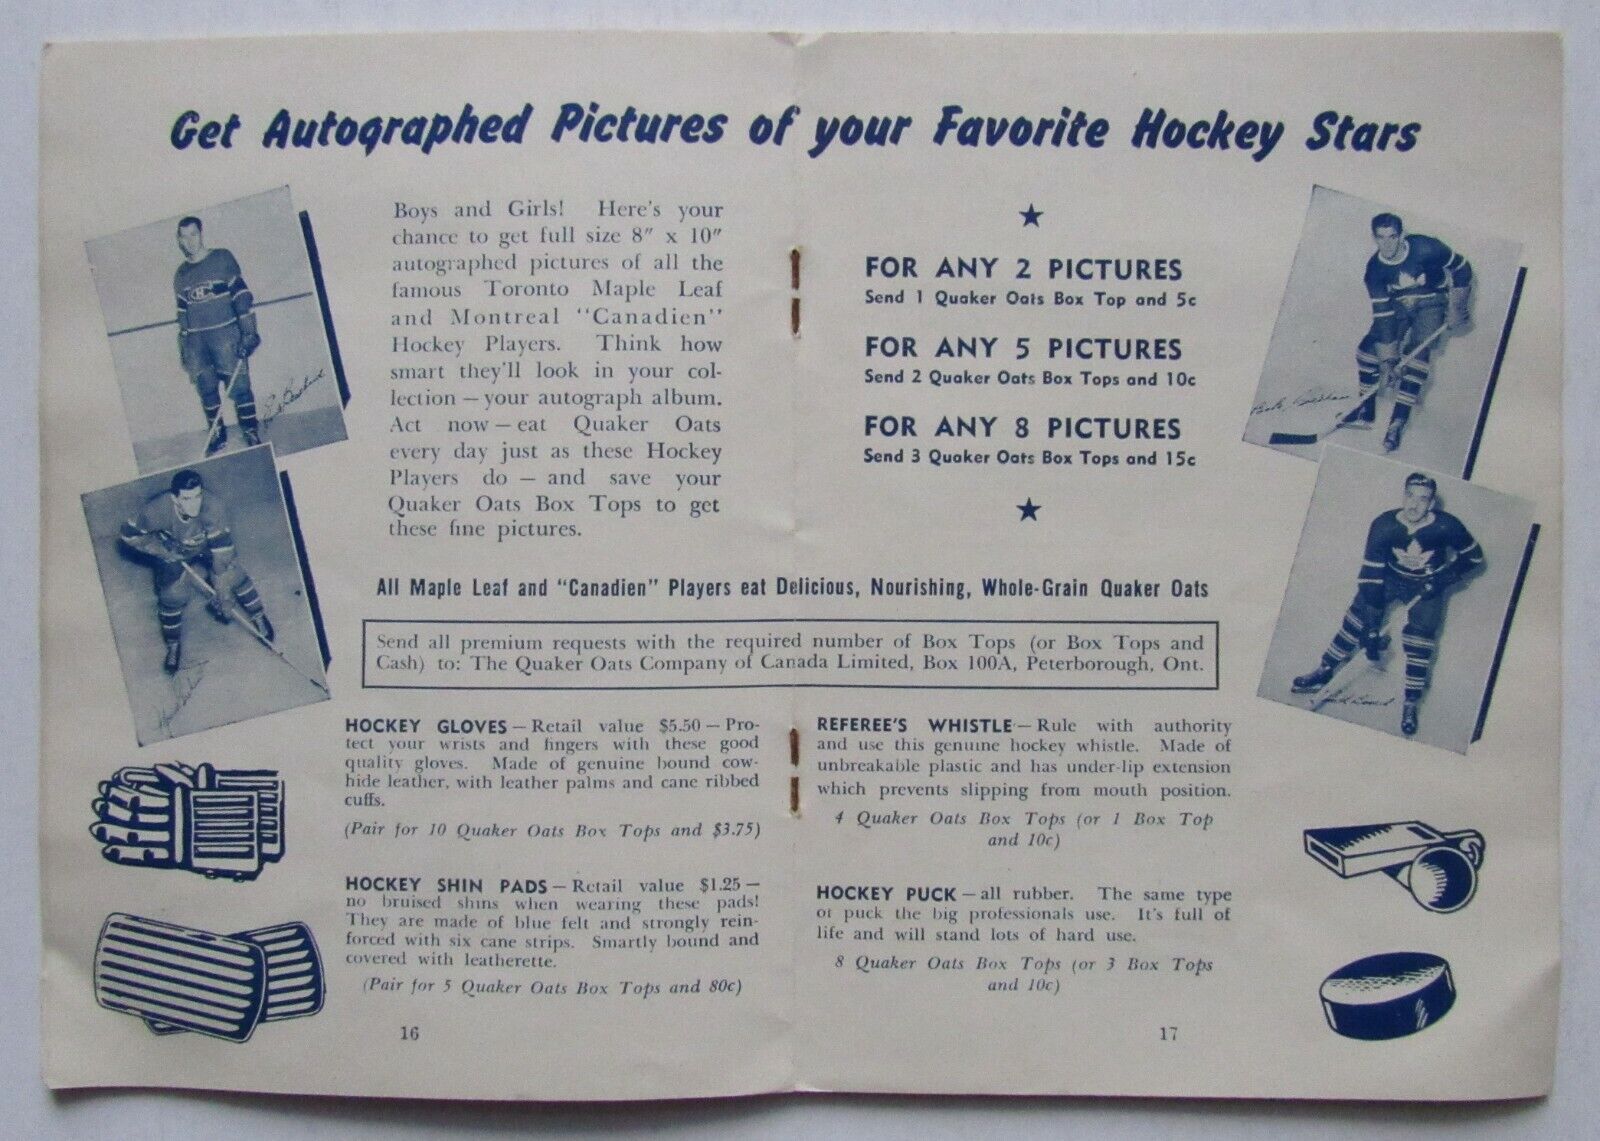 Get Autographed Pictures of your Favorite Hockey Stars
Boys and Girls! Here's your
chance to get full size 8" x 10"
autographed pictures of all the
famous Toronto Maple Leaf
and Montreal "Canadien"
Hockey Players. Think how
smart they'll look in your col-
lection — your autograph album.
Act now — eat Quaker Oats
every day just as these Hockey
Players do — and save your
Quaker Oats Box Tops to get
these fine pictures.
★
FOR ANY 2 PICTURES
Send 1 Quaker Oats Box Top and 5c
FOR ANY 5 PICTURES
Send 2 Quaker Oats Box Tops and 10c
FOR ANY 8 PICTURES
Send 3 Quaker Oats Box Tops and 15c
★
All Maple Leaf and "Canadien" Players eat Delicious, Nourishing, Whole-Grain Quaker Oats
Send all premium requests with the required number of Box Tops (or Box Tops and
Cash) to: The Quaker Oats Company of Canada Limited, Box 100A, Peterborough, Ont.
HOCKEY GLOVES — Retail value $5.50 — Pro-
tect your wrists and fingers with these good
quality gloves. Made of genuine bound cow-
hide leather, with leather palms and cane ribbed
cuffs.
(Pair for 10 Quaker Oats Box Tops and $3.75)
HOCKEY SHIN PADS — Retail value $1.25 —
no bruised shins when wearing these pads!
They are made of blue felt and strongly rein-
forced with six cane strips. Smartly bound and
covered with leatherette.
(Pair for 5 Quaker Oats Box Tops and 80c)
16
REFEREE'S WHISTLE — Rule with authority
and use this genuine hockey whistle. Made of
unbreakable plastic and has under-lip extension
which prevents slipping from mouth position.
4 Quaker Oats Box Tops (or 1 Box Top
and 10c)
HOCKEY PUCK — all rubber. The same type
of puck the big professionals use. It's full of
life and will stand lots of hard use.
8 Quaker Oats Box Tops (or 3 Box Tops
and 10c)
17